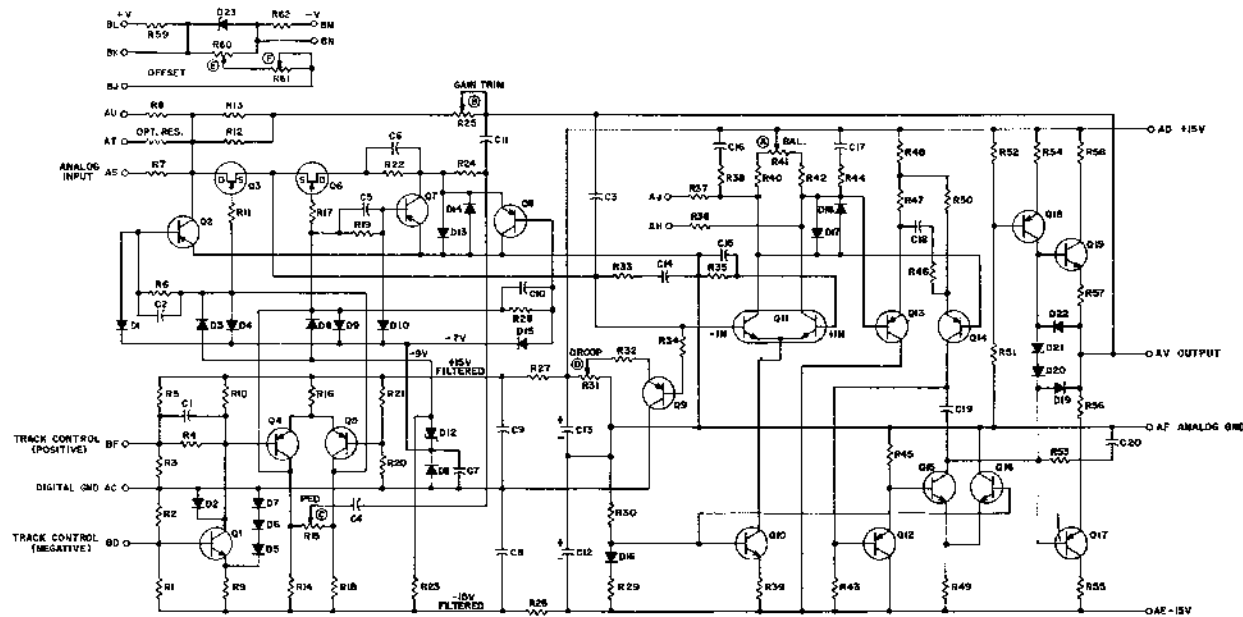 +V D23 R62 -V
BL R59 BM
BK R60 BN
E F R61
OFFSET
BJ
GAIN TRIM
AU R8 R13 B R25
AT OPT. RES. R12 C11
ANALOG INPUT AS R7
D S Q3 S D Q6
C6 R22 R24
R11 R17 C5 R19 Q7
D14 D13 Q8
Q2
R6 C2
D1 D3 D4 D8 D9 D10
C10 R28 D15
-7V
-9V
+15V FILTERED
C3
C16 A BAL. C17
R38 R40 R41 R42 R44
AJ R37
AH R36
D18 D17
C15
R33 C14 R35
-IN Q11 +IN
R34
R48 R47 R50
C18 R46
Q13 Q14
R52 R54 R58
AD +15V
Q18 Q19
R57
D22 D21 D20 D19
AV OUTPUT
R51 R56
R27 DROOP D R31 R32 Q9
R5 C1 R10 R16 R21
TRACK CONTROL (POSITIVE) BF R4
Q4 Q5
R3 R20
D12 C7
C9 C13
C19
AF ANALOG GND
R45 R53 C20
Q15 Q16
DIGITAL GND AC
D2 D7 D6 D5
R2 Q1
PED C R15 C4
TRACK CONTROL (NEGATIVE) BD
R30 D16
C8 C12
Q10 Q12 Q17
R1 R9 R14 R18 R23
R29 R39 R43 R49 R55
-15V FILTERED R26
AE -15V